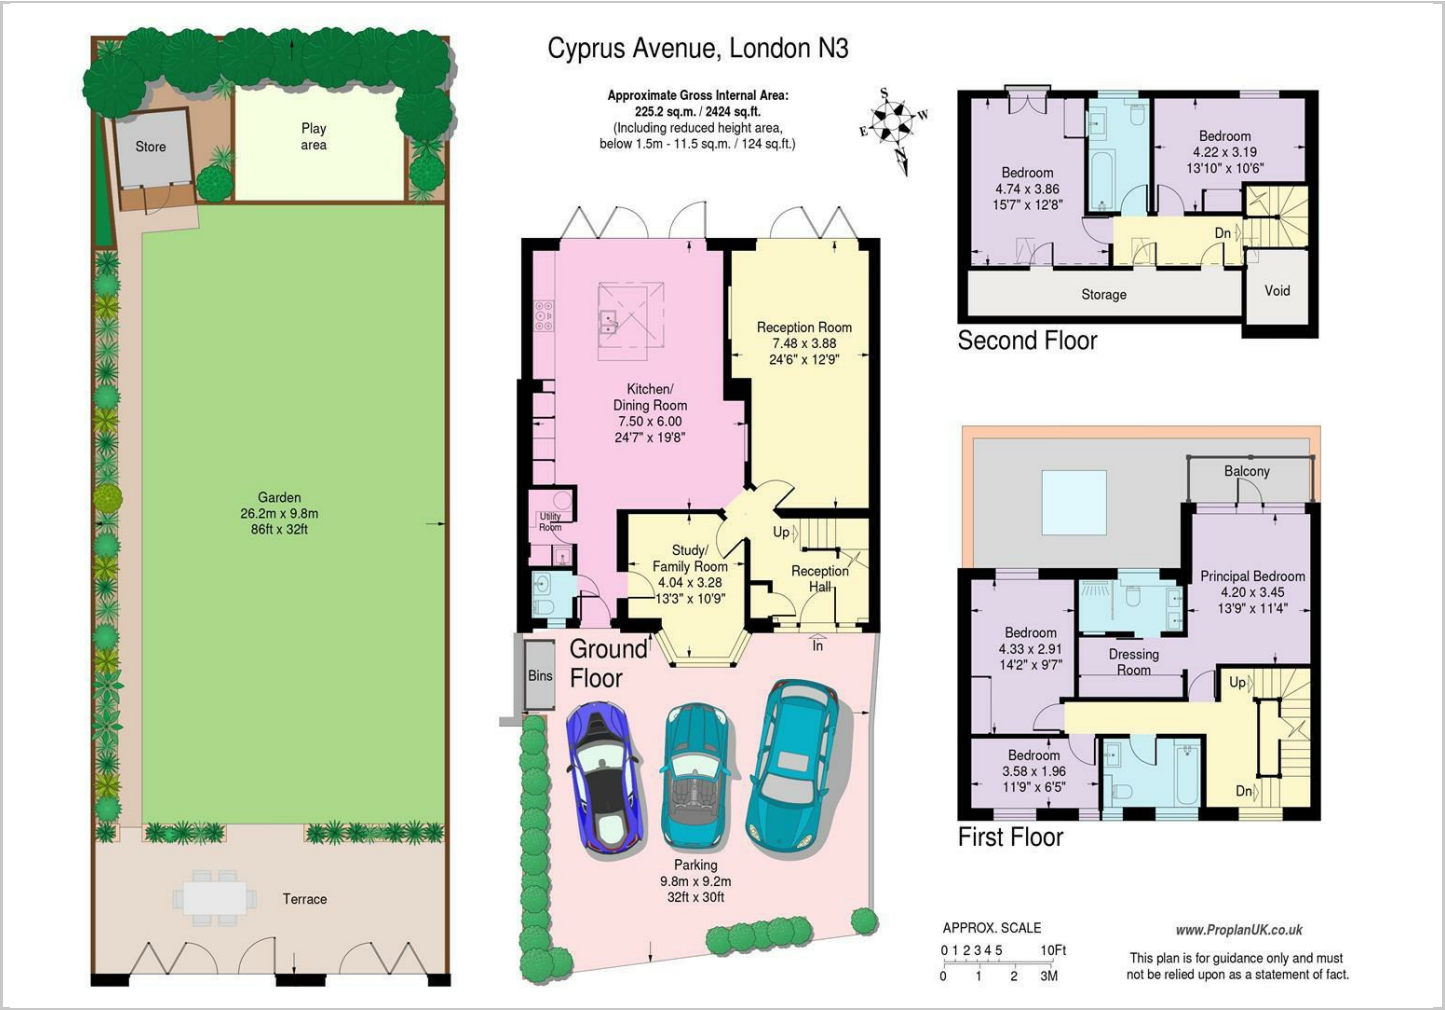 Cyprus Avenue, London N3
Approximate Gross Internal Area:
225.2 sq.m. / 2424 sq.ft.
(Including reduced height area,
below 1.5m - 11.5 sq.m. / 124 sq.ft.)
S
E
W
N
Store
Play
area
Garden
26.2m x 9.8m
86ft x 32ft
Terrace
Kitchen/
Dining Room
7.50 x 6.00
24'7" x 19'8"
Reception Room
7.48 x 3.88
24'6" x 12'9"
Utility
Room
Study/
Family Room
4.04 x 3.28
13'3" x 10'9"
Up
Reception
Hall
In
Ground
Floor
Bins
Parking
9.8m x 9.2m
32ft x 30ft
Bedroom
4.74 x 3.86
15'7" x 12'8"
Bedroom
4.22 x 3.19
13'10" x 10'6"
Dn
Storage
Void
Second Floor
Balcony
Principal Bedroom
4.20 x 3.45
13'9" x 11'4"
Bedroom
4.33 x 2.91
14'2" x 9'7"
Dressing
Room
Up
Bedroom
3.58 x 1.96
11'9" x 6'5"
Dn
First Floor
APPROX. SCALE
0 1 2 3 4 5 10Ft
0 1 2 3M
www.ProplanUK.co.uk
This plan is for guidance only and must
not be relied upon as a statement of fact.